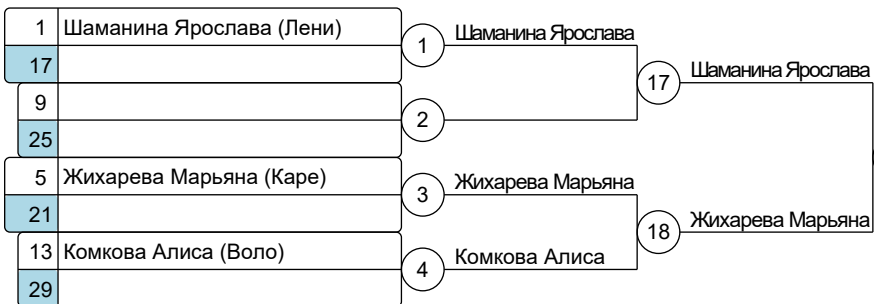 1 Шаманина Ярослава (Лени)
17
1 Шаманина Ярослава
17 Шаманина Ярослава
9
25
2
5 Жихарева Марьяна (Каре)
21
3 Жихарева Марьяна
18 Жихарева Марьяна
13 Комкова Алиса (Воло)
29
4 Комкова Алиса